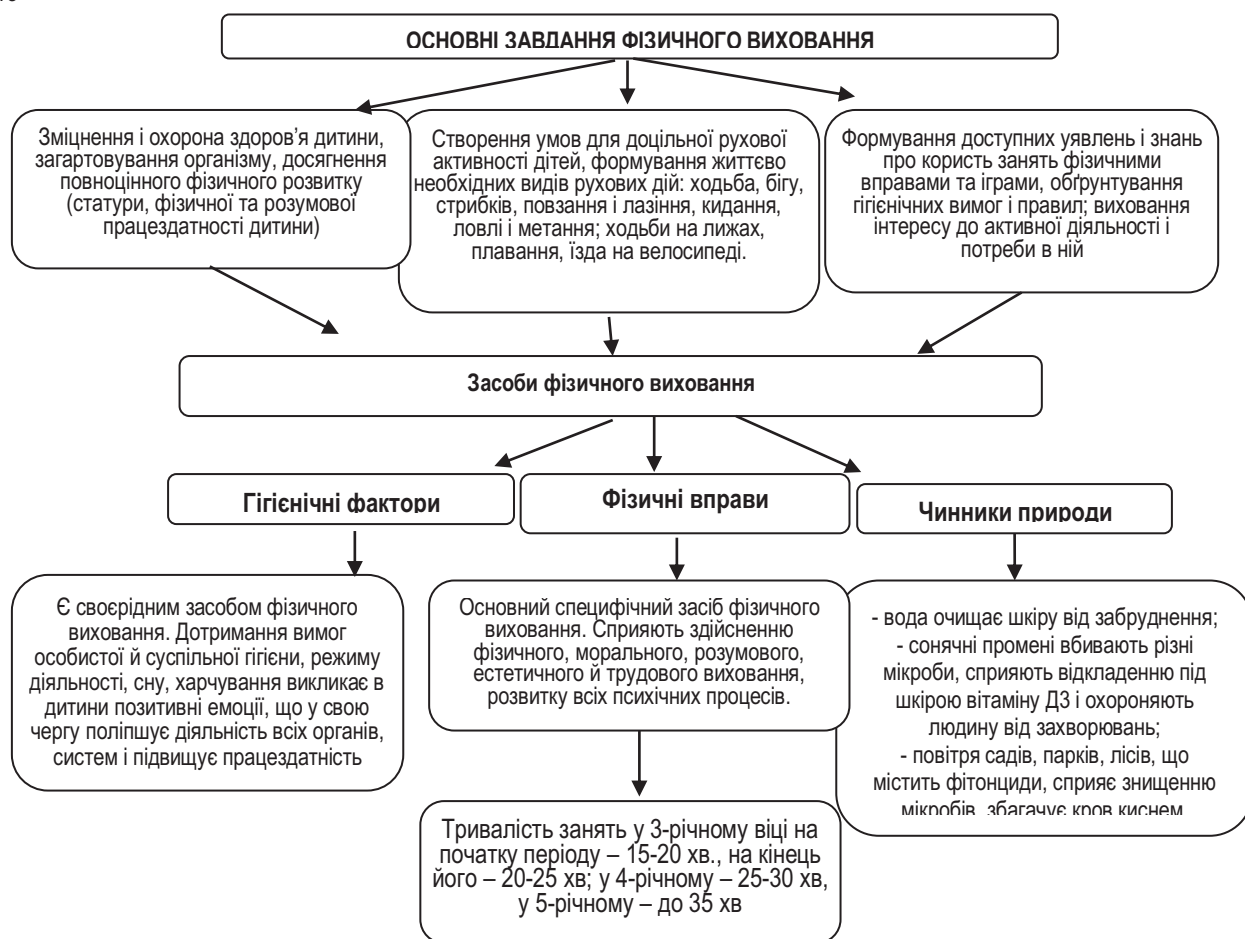 ОСНОВНІ ЗАВДАННЯ ФІЗИЧНОГО ВИХОВАННЯ
Зміцнення і охорона здоров’я дитини,
загартовування організму, досягнення
повноцінного фізичного розвитку
(статури, фізичної та розумової
працездатності дитини)
Створення умов для доцільної рухової
активності дітей, формування життєво
необхідних видів рухових дій: ходьба, бігу,
стрибків, повзання і лазіння, кидання,
ловлі і метання; ходьби на лижах,
плавання, їзда на велосипеді.
Формування доступних уявлень і знань
про користь занять фізичними
вправами та іграми, обґрунтування
гігієнічних вимог і правил; виховання
інтересу до активної діяльності і
потреби в ній
Засоби фізичного виховання
Гігієнічні фактори
Фізичні вправи
Чинники природи
Є своєрідним засобом фізичного
виховання. Дотримання вимог
особистої й суспільної гігієни, режиму
діяльності, сну, харчування викликає в
дитини позитивні емоції, що у свою
чергу поліпшує діяльність всіх органів,
систем і підвищує працездатність
Основний специфічний засіб фізичного
виховання. Сприяють здійсненню
фізичного, морального, розумового,
естетичного й трудового виховання,
розвитку всіх психічних процесів.
- вода очищає шкіру від забруднення;
- сонячні промені вбивають різні
мікроби, сприяють відкладенню під
шкірою вітаміну Д3 і охороняють
людину від захворювань;
- повітря садів, парків, лісів, що
містить фітонциди, сприяє знищенню
мікробів, збагачує кров киснем
Тривалість занять у 3-річному віці на
початку періоду – 15-20 хв., на кінець
його – 20-25 хв; у 4-річному – 25-30 хв,
у 5-річному – до 35 хв